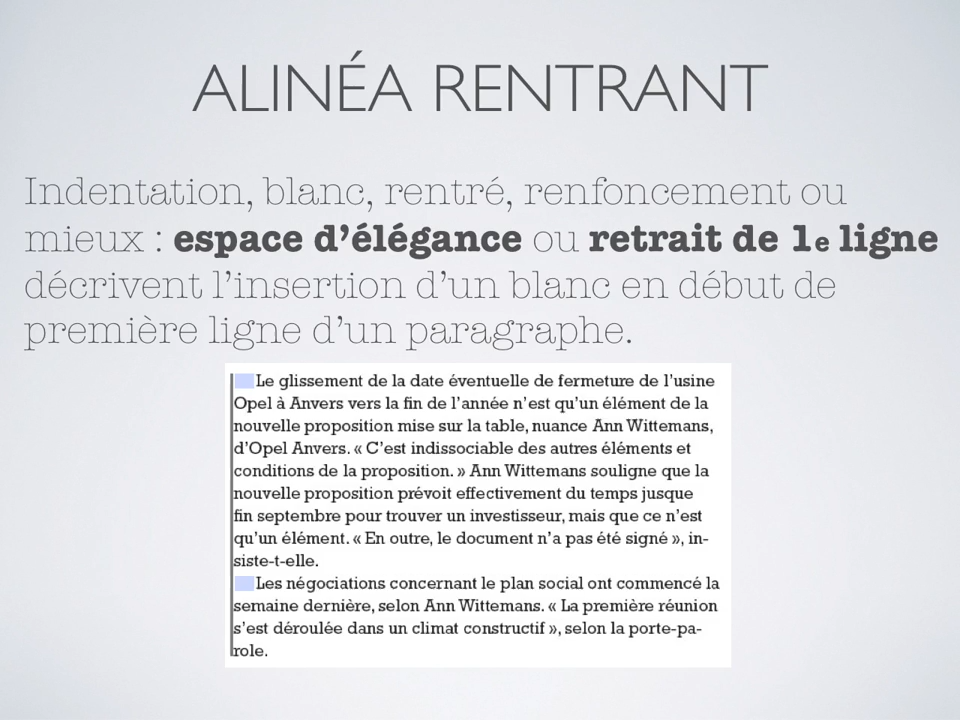 ALINÉA RENTRANT
Indentation, blanc, rentré, renfoncement ou
mieux : espace d’élégance ou retrait de 1e ligne
décrivent l’insertion d’un blanc en début de
première ligne d’un paragraphe.
Le glissement de la date éventuelle de fermeture de l’usine
Opel à Anvers vers la fin de l’année n’est qu’un élément de la
nouvelle proposition mise sur la table, nuance Ann Wittemans,
d’Opel Anvers. « C’est indissociable des autres éléments et
conditions de la proposition. » Ann Wittemans souligne que la
nouvelle proposition prévoit effectivement du temps jusque
fin septembre pour trouver un investisseur, mais que ce n’est
qu’un élément. « En outre, le document n’a pas été signé », in-
siste-t-elle.
Les négociations concernant le plan social ont commencé la
semaine dernière, selon Ann Wittemans. « La première réunion
s’est déroulée dans un climat constructif », selon la porte-pa-
role.